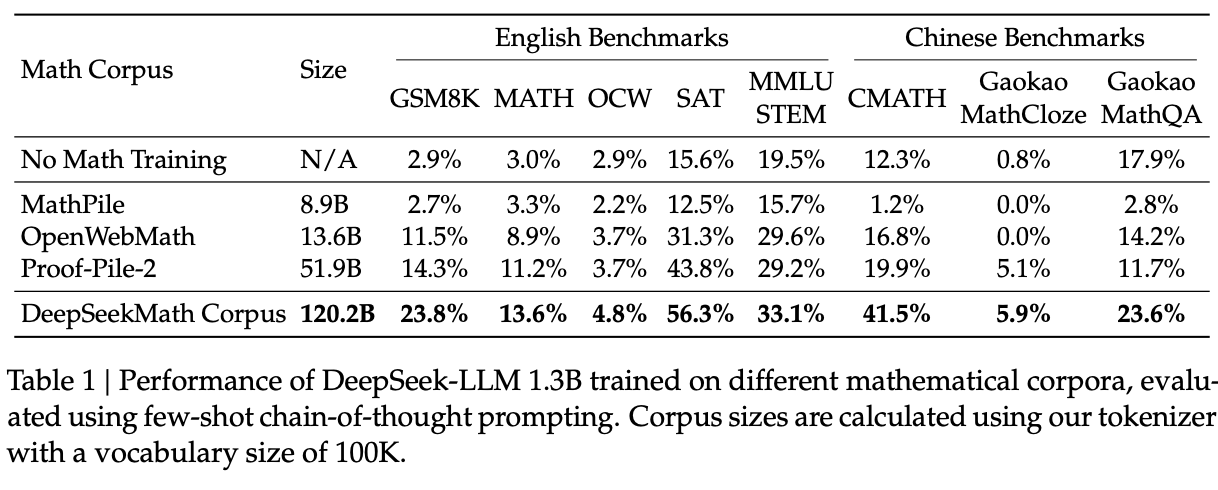 English Benchmarks Chinese Benchmarks
Math Corpus Size
GSM8K MATH OCW SAT MMLU STEM CMATH Gaokao MathCloze Gaokao MathQA
No Math Training N/A 2.9% 3.0% 2.9% 15.6% 19.5% 12.3% 0.8% 17.9%
MathPile 8.9B 2.7% 3.3% 2.2% 12.5% 15.7% 1.2% 0.0% 2.8%
OpenWebMath 13.6B 11.5% 8.9% 3.7% 31.3% 29.6% 16.8% 0.0% 14.2%
Proof-Pile-2 51.9B 14.3% 11.2% 3.7% 43.8% 29.2% 19.9% 5.1% 11.7%
DeepSeekMath Corpus 120.2B 23.8% 13.6% 4.8% 56.3% 33.1% 41.5% 5.9% 23.6%
Table 1 | Performance of DeepSeek-LLM 1.3B trained on different mathematical corpora, evalu-
ated using few-shot chain-of-thought prompting. Corpus sizes are calculated using our tokenizer
with a vocabulary size of 100K.